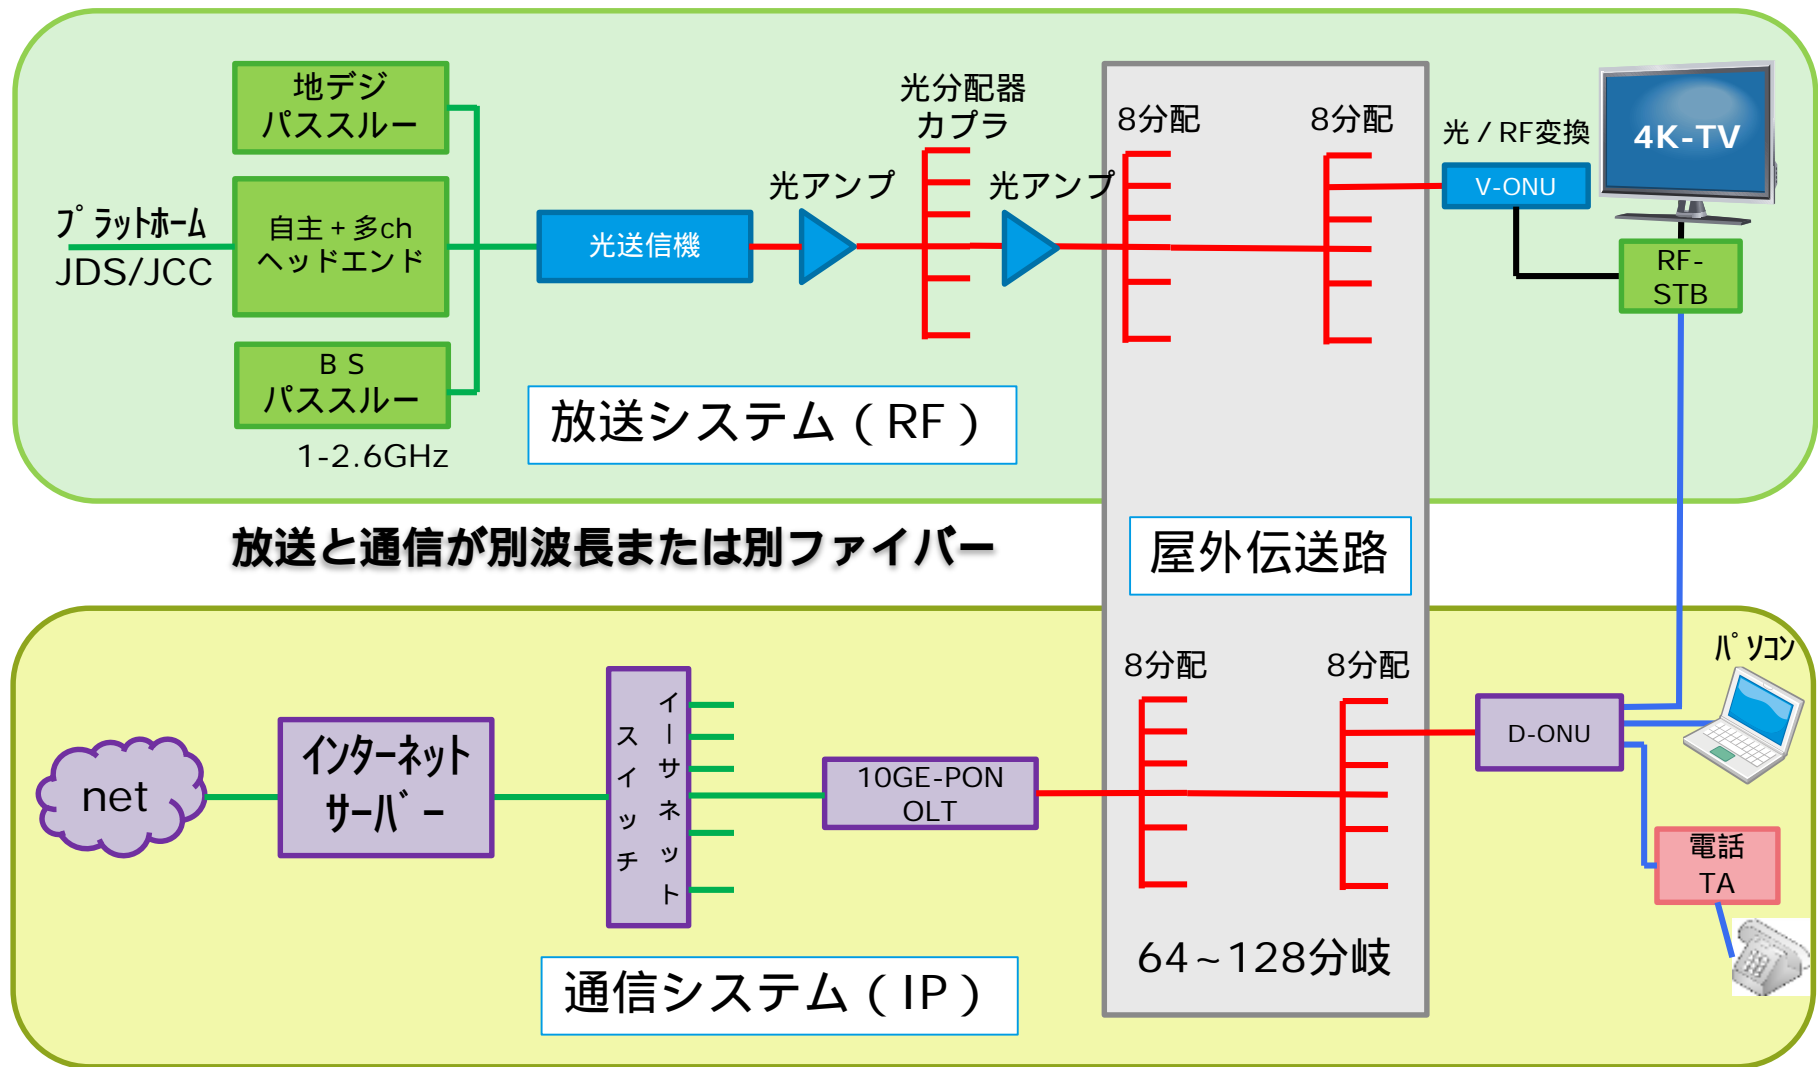 地デジ
パススルー
プラットホーム
JDS/JCC
自主+多ch
ヘッドエンド
BS
パススルー
1-2.6GHz
光送信機
光アンプ
光分配器
カプラ
光アンプ
8分配
8分配
光/RF変換
V-ONU
4K-TV
RF-
STB
放送システム(RF)
放送と通信が別波長または別ファイバー
屋外伝送路
net
インターネット
サーバー
イーサネット
スイッチ
10GE-PON
OLT
8分配
8分配
D-ONU
パソコン
電話
TA
64~128分岐
通信システム(IP)